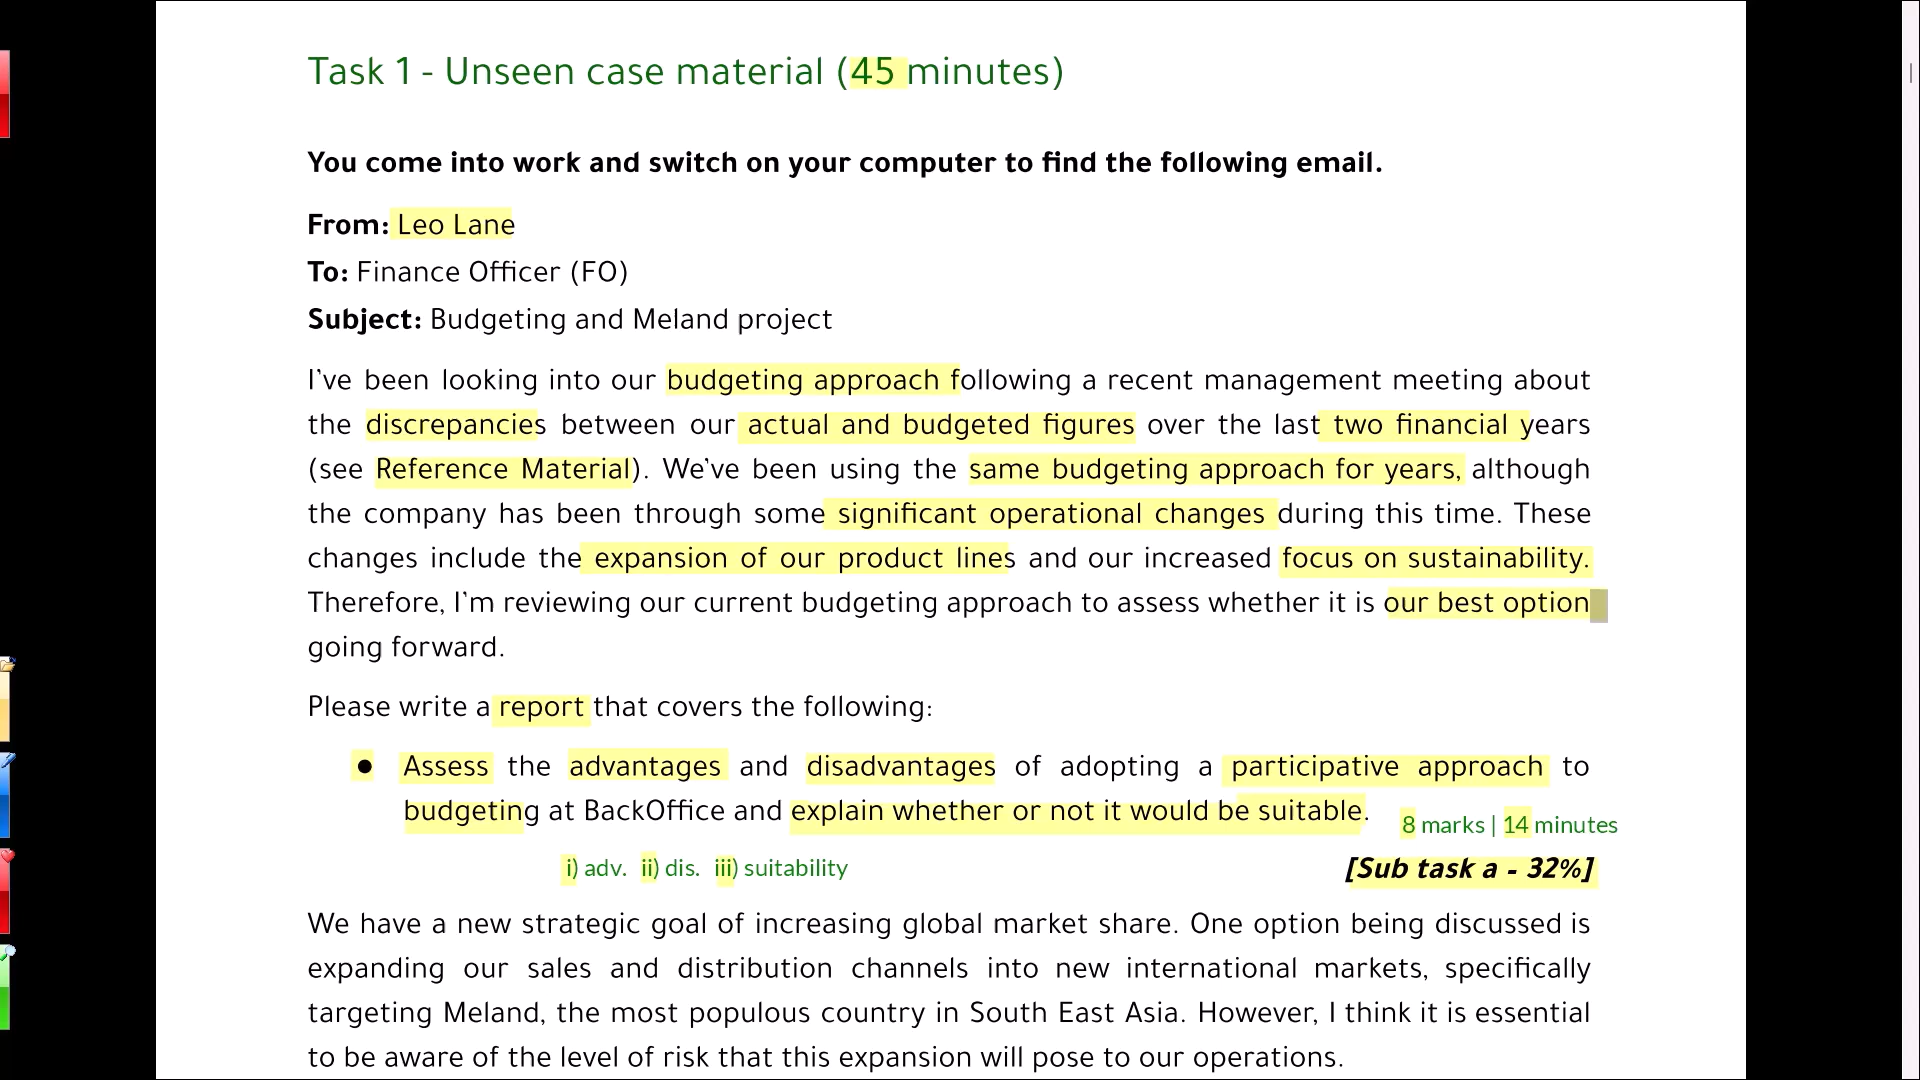 Task 1 - Unseen case material (45 minutes)
You come into work and switch on your computer to find the following email.
From: Leo Lane
To: Finance Officer (FO)
Subject: Budgeting and Meland project
I've been looking into our budgeting approach following a recent management meeting about
the discrepancies between our actual and budgeted figures over the last two financial years
(see Reference Material). We've been using the same budgeting approach for years, although
the company has been through some significant operational changes during this time. These
changes include the expansion of our product lines and our increased focus on sustainability.
Therefore, I'm reviewing our current budgeting approach to assess whether it is our best option
going forward.
Please write a report that covers the following:
● Assess the advantages and disadvantages of adopting a participative approach to
budgeting at BackOffice and explain whether or not it would be suitable.
8 marks | 14 minutes
i) adv. ii) dis. iii) suitability
[Sub task a - 32%]
We have a new strategic goal of increasing global market share. One option being discussed is
expanding our sales and distribution channels into new international markets, specifically
targeting Meland, the most populous country in South East Asia. However, I think it is essential
to be aware of the level of risk that this expansion will pose to our operations.